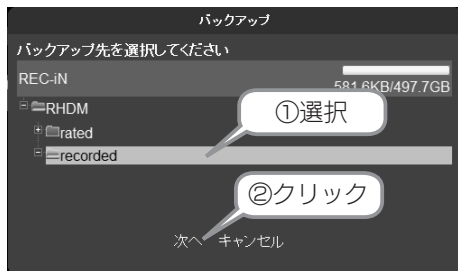 バックアップ
バックアップ先を選択してください
REC-iN
581.6KB/497.7GB
RHDM
①選択
rated
recorded
②クリック
次へ キャンセル